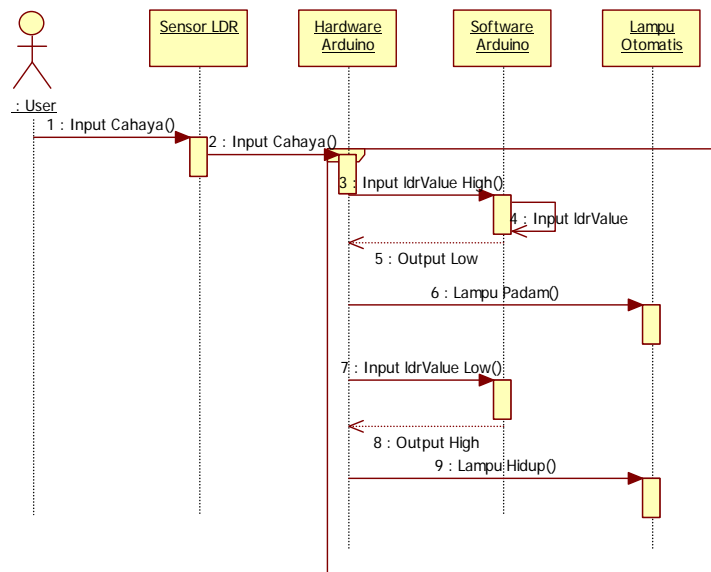 Sensor LDR
Hardware
Arduino
Software
Arduino
Lampu
Otomatis
: User
1 : Input Cahaya()
2 : Input Cahaya()
3 : Input ldrValue High()
4 : Input ldrValue
5 : Output Low
6 : Lampu Padam()
7 : Input ldrValue Low()
8 : Output High
9 : Lampu Hidup()